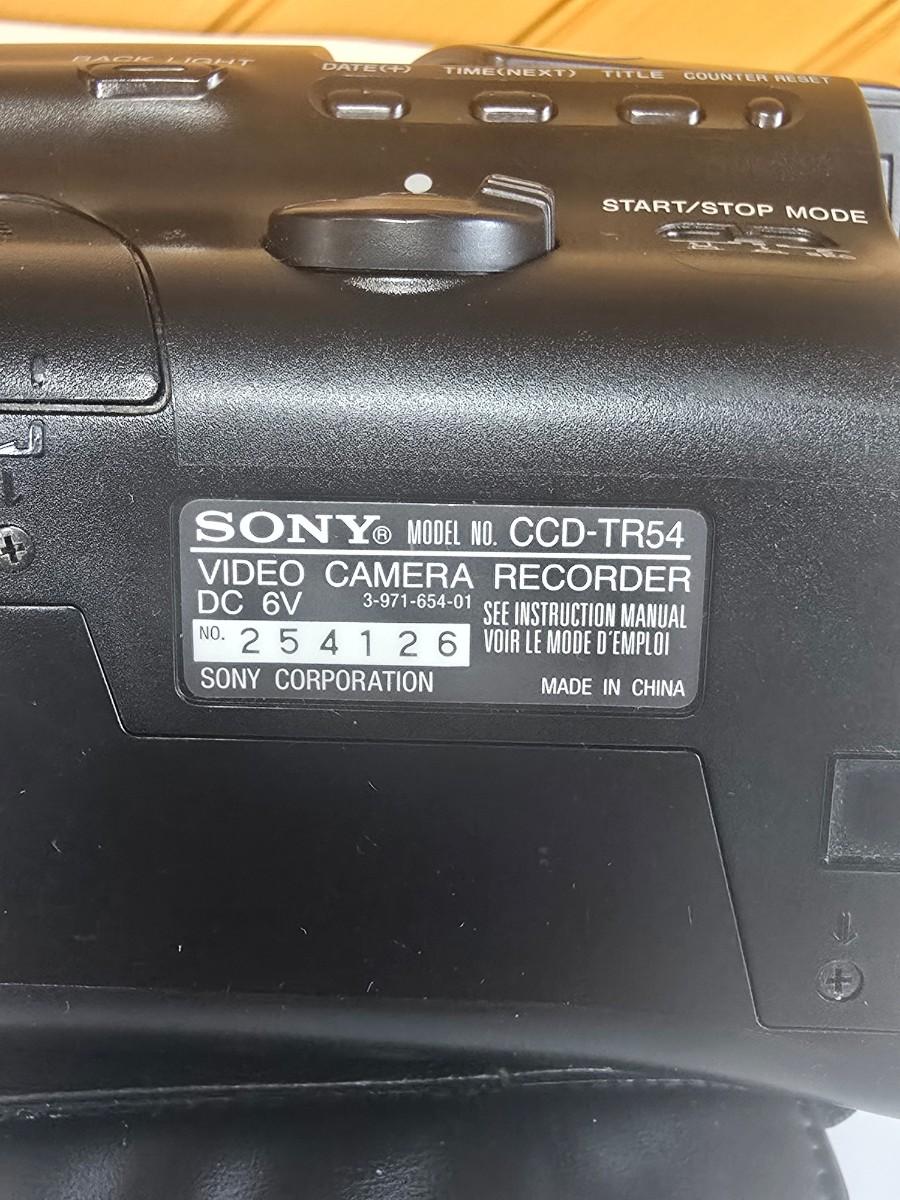 BACK LIGHT
DATE(+) TIME(NEXT) TITLE COUNTER RESET
START/STOP MODE
SONY® MODEL NO. CCD-TR54
VIDEO CAMERA RECORDER
DC 6V 3-971-654-01 SEE INSTRUCTION MANUAL
VOIR LE MODE D'EMPLOI
NO. 254126
SONY CORPORATION MADE IN CHINA